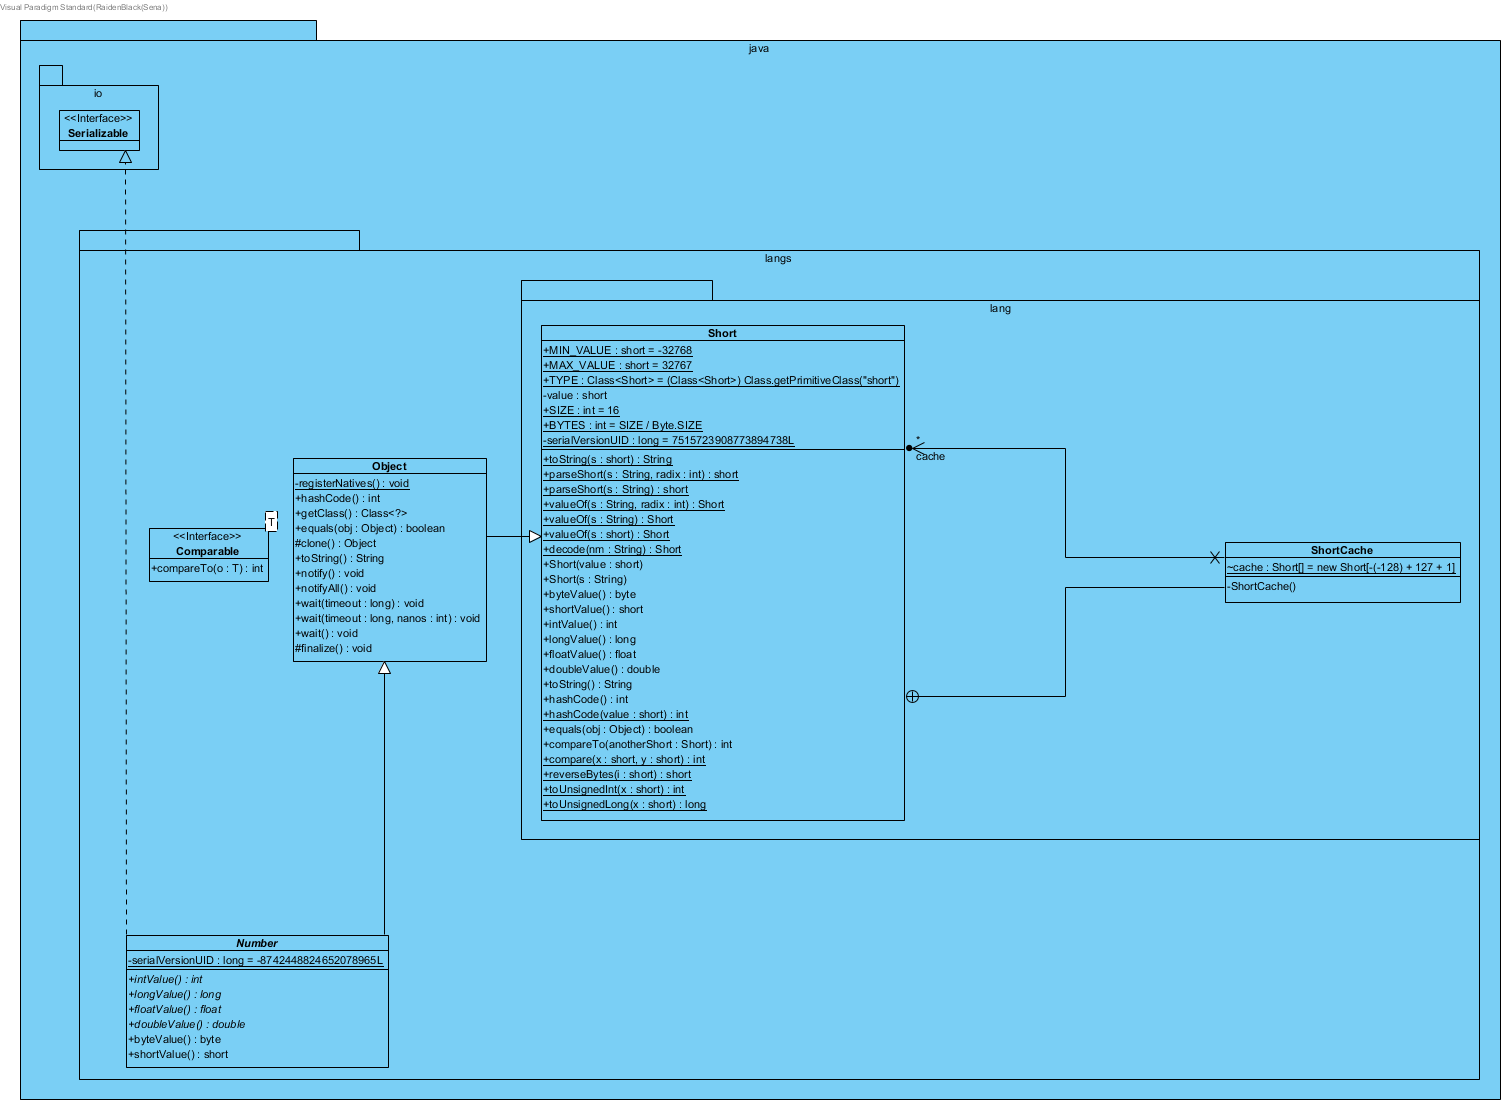 Visual Paradigm Standard(RaidenBlack(Sena))
java
io
<<Interface>>
Serializable
langs
lang
Short
+MIN_VALUE : short = -32768
+MAX_VALUE : short = 32767
+TYPE : Class<Short> = (Class<Short>) Class.getPrimitiveClass("short")
-value : short
+SIZE : int = 16
+BYTES : int = SIZE / Byte.SIZE
-serialVersionUID : long = 7515723908773894738L
+toString(s : short) : String
+parseShort(s : String, radix : int) : short
+parseShort(s : String) : short
+valueOf(s : String, radix : int) : Short
+valueOf(s : String) : Short
+valueOf(s : short) : Short
+decode(nm : String) : Short
+Short(value : short)
+Short(s : String)
+byteValue() : byte
+shortValue() : short
+intValue() : int
+longValue() : long
+floatValue() : float
+doubleValue() : double
+toString() : String
+hashCode() : int
+hashCode(value : short) : int
+equals(obj : Object) : boolean
+compareTo(anotherShort : Short) : int
+compare(x : short, y : short) : int
+reverseBytes(i : short) : short
+toUnsignedInt(x : short) : int
+toUnsignedLong(x : short) : long
*
cache
ShortCache
~cache : Short[] = new Short[-(-128) + 127 + 1]
-ShortCache()
Object
-registerNatives() : void
+hashCode() : int
+getClass() : Class<?>
+equals(obj : Object) : boolean
#clone() : Object
+toString() : String
+notify() : void
+notifyAll() : void
+wait(timeout : long) : void
+wait(timeout : long, nanos : int) : void
+wait() : void
#finalize() : void
T
<<Interface>>
Comparable
+compareTo(o : T) : int
Number
-serialVersionUID : long = -8742448824652078965L
+intValue() : int
+longValue() : long
+floatValue() : float
+doubleValue() : double
+byteValue() : byte
+shortValue() : short